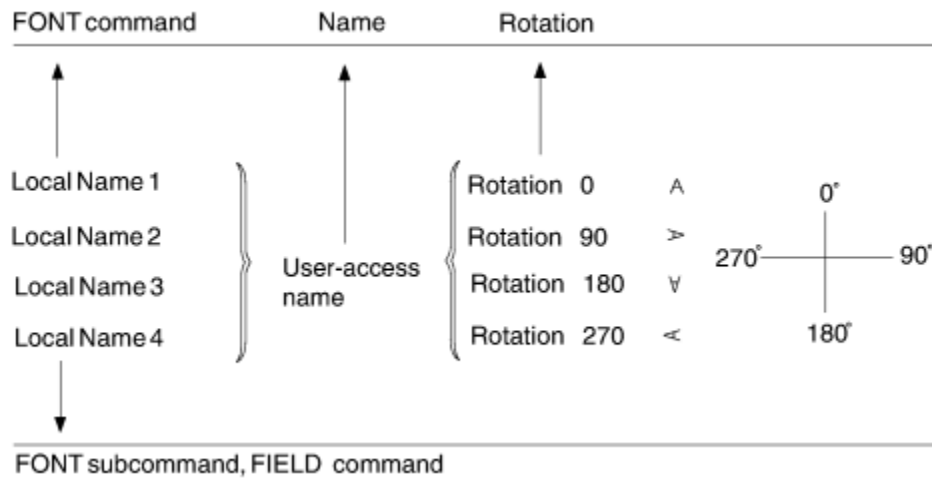 FONT command Name Rotation
Local Name 1 Rotation 0 A
0°
Local Name 2 Rotation 90 A
270° 90°
User-access
name
Local Name 3 Rotation 180 A
Local Name 4 Rotation 270 A
180°
FONT subcommand, FIELD command